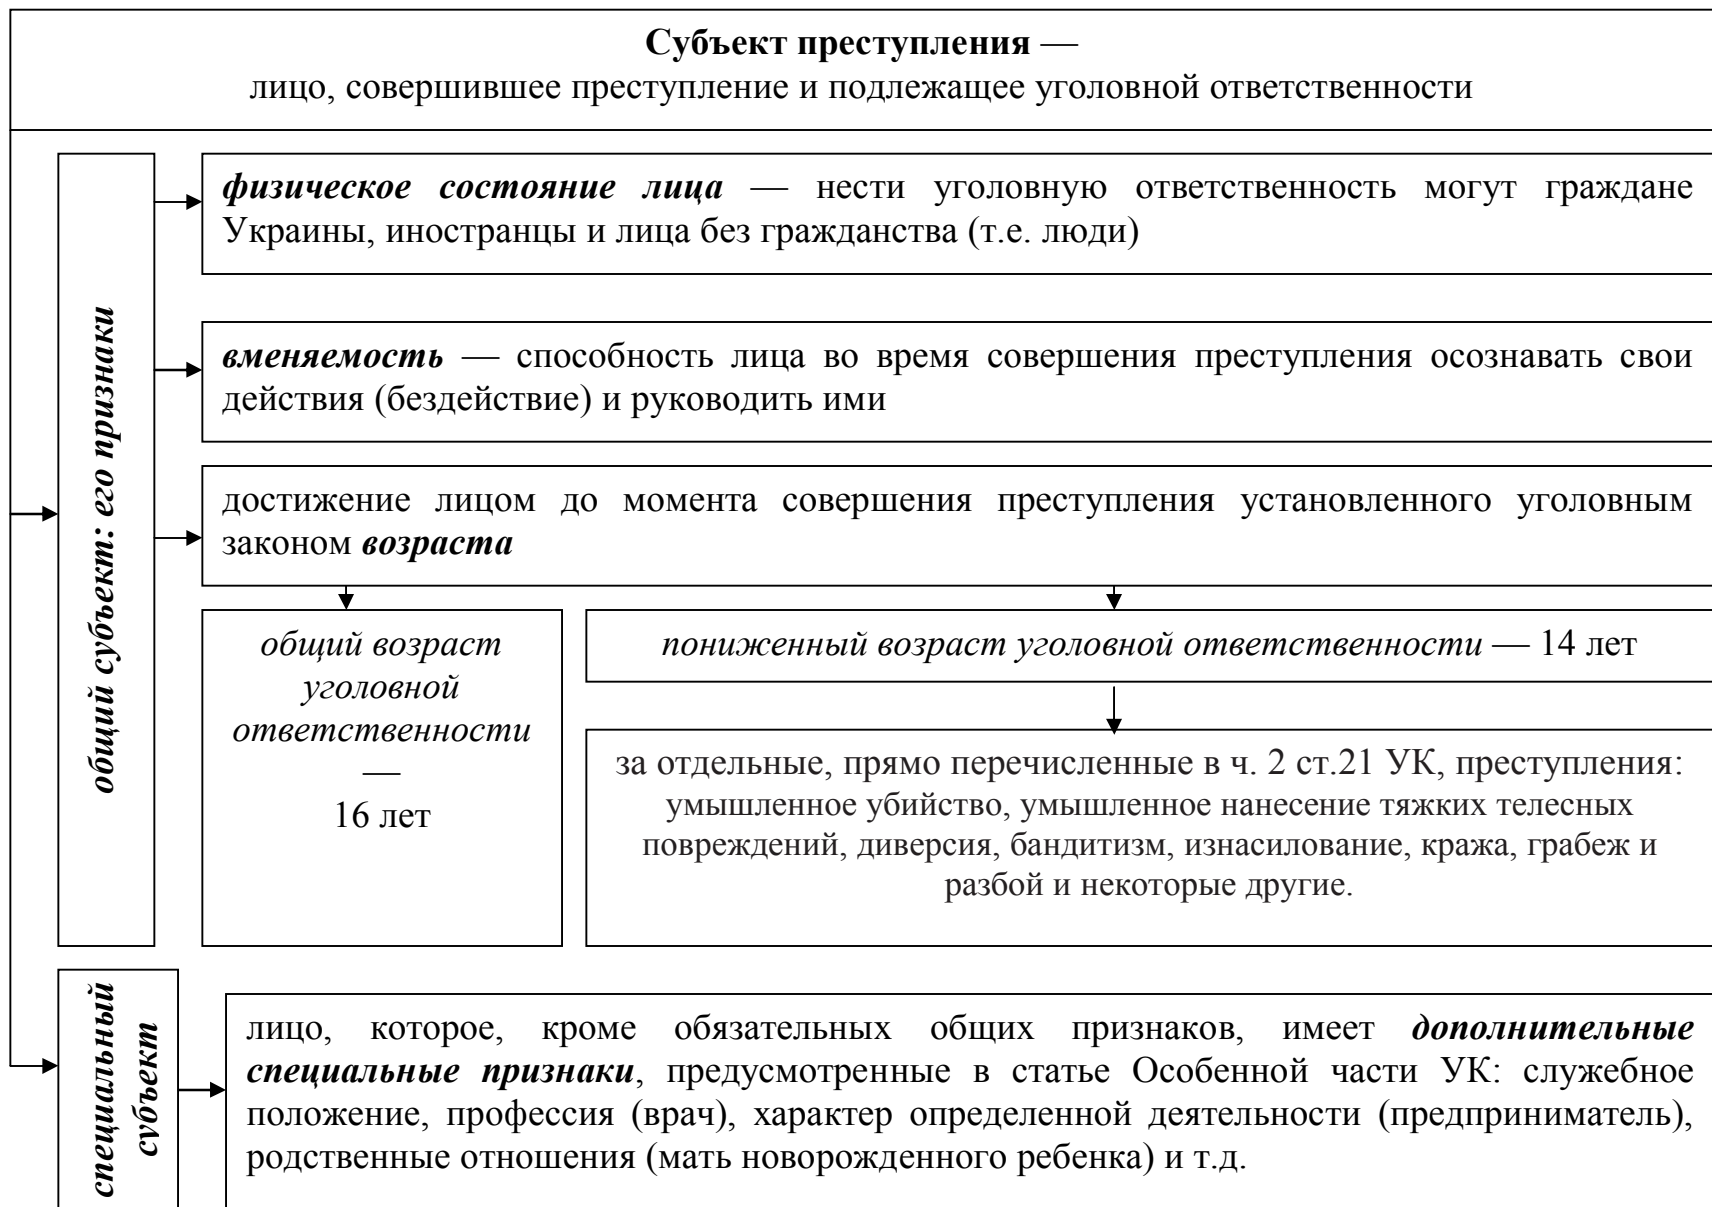 Субъект преступления —
лицо, совершившее преступление и подлежащее уголовной ответственности
общий субъект: его признаки
физическое состояние лица — нести уголовную ответственность могут граждане
Украины, иностранцы и лица без гражданства (т.е. люди)
вменяемость — способность лица во время совершения преступления осознавать свои
действия (бездействие) и руководить ими
достижение лицом до момента совершения преступления установленного уголовным
законом возраста
общий возраст
уголовной
ответственности
—
16 лет
пониженный возраст уголовной ответственности — 14 лет
за отдельные, прямо перечисленные в ч. 2 ст.21 УК, преступления:
умышленное убийство, умышленное нанесение тяжких телесных
повреждений, диверсия, бандитизм, изнасилование, кража, грабеж и
разбой и некоторые другие.
специальный
субъект
лицо, которое, кроме обязательных общих признаков, имеет дополнительные
специальные признаки, предусмотренные в статье Особенной части УК: служебное
положение, профессия (врач), характер определенной деятельности (предприниматель),
родственные отношения (мать новорожденного ребенка) и т.д.